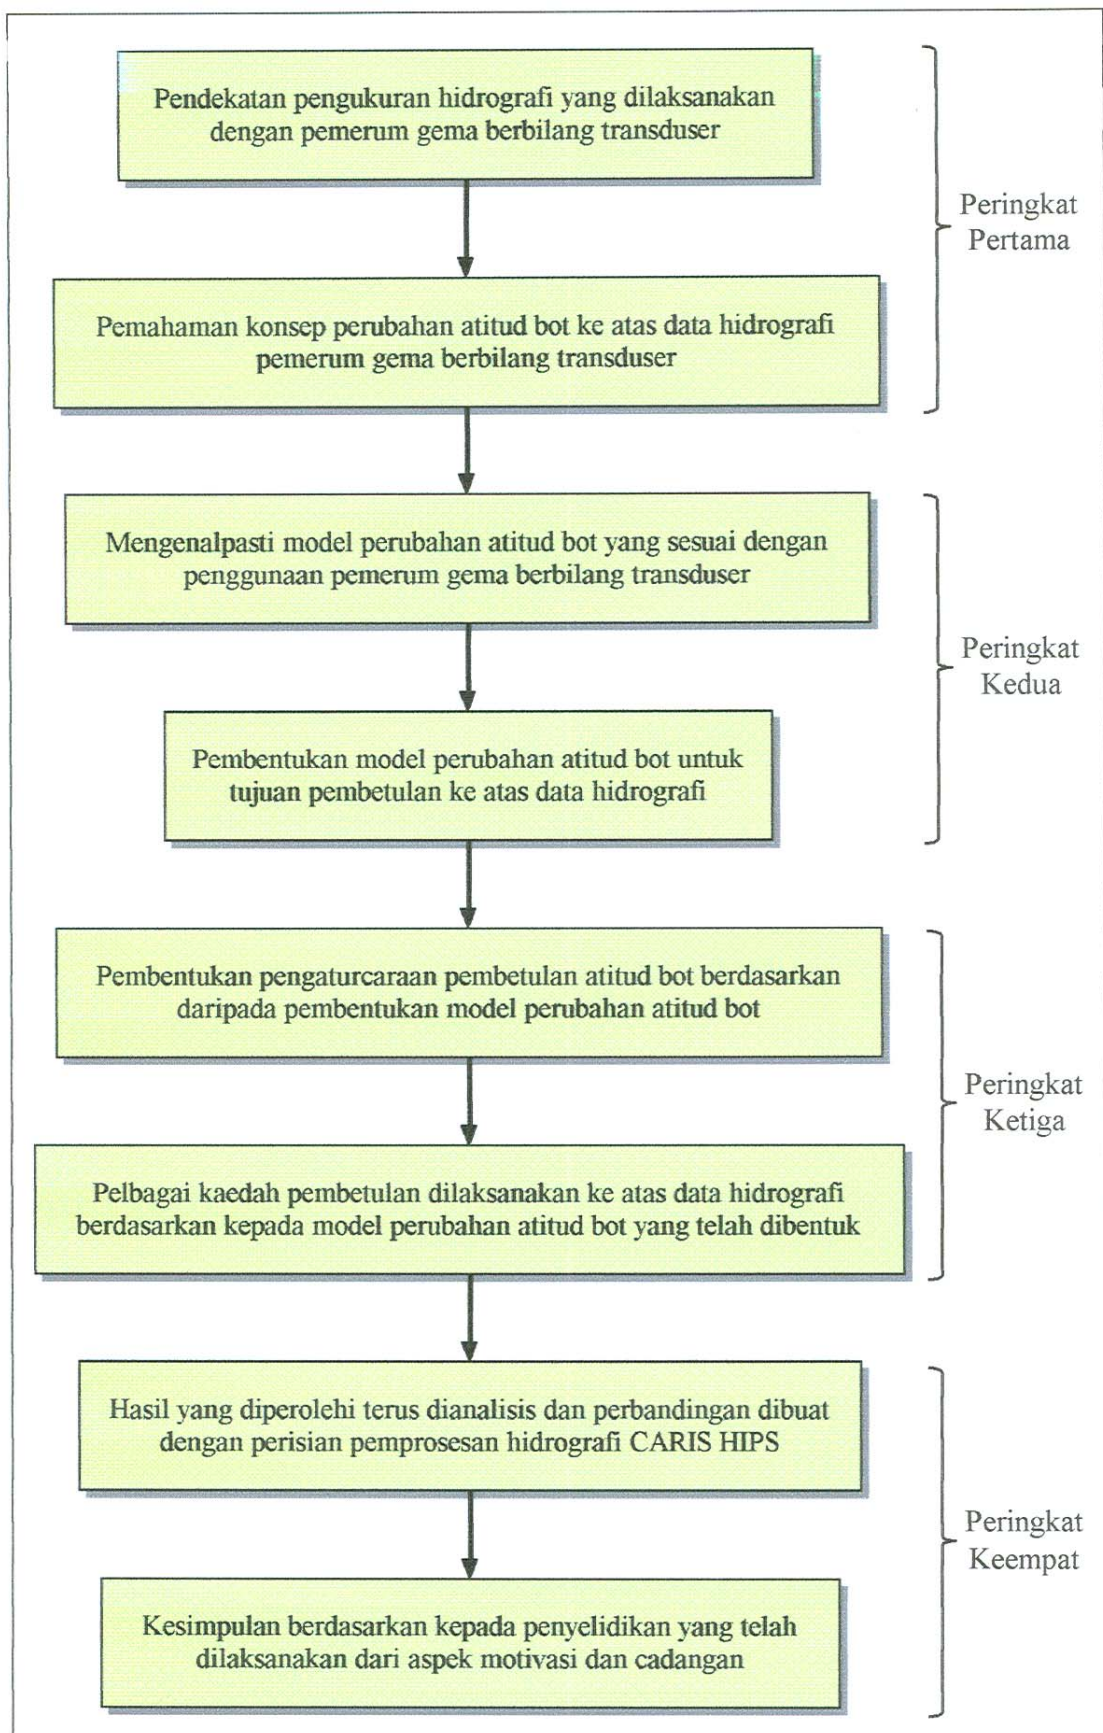 Pendekatan pengukuran hidrografi yang dilaksanakan
dengan pemerum gema berbilang transduser
Peringkat
Pertama
Pemahaman konsep perubahan atitud bot ke atas data hidrografi
pemerum gema berbilang transduser
Mengenalpasti model perubahan atitud bot yang sesuai dengan
penggunaan pemerum gema berbilang transduser
Peringkat
Kedua
Pembentukan model perubahan atitud bot untuk
tujuan pembetulan ke atas data hidrografi
Pembentukan pengaturcaraan pembetulan atitud bot berdasarkan
daripada pembentukan model perubahan atitud bot
Peringkat
Ketiga
Pelbagai kaedah pembetulan dilaksanakan ke atas data hidrografi
berdasarkan kepada model perubahan atitud bot yang telah dibentuk
Hasil yang diperolehi terus dianalisis dan perbandingan dibuat
dengan perisian pemprosesan hidrografi CARIS HIPS
Peringkat
Keempat
Kesimpulan berdasarkan kepada penyelidikan yang telah
dilaksanakan dari aspek motivasi dan cadangan